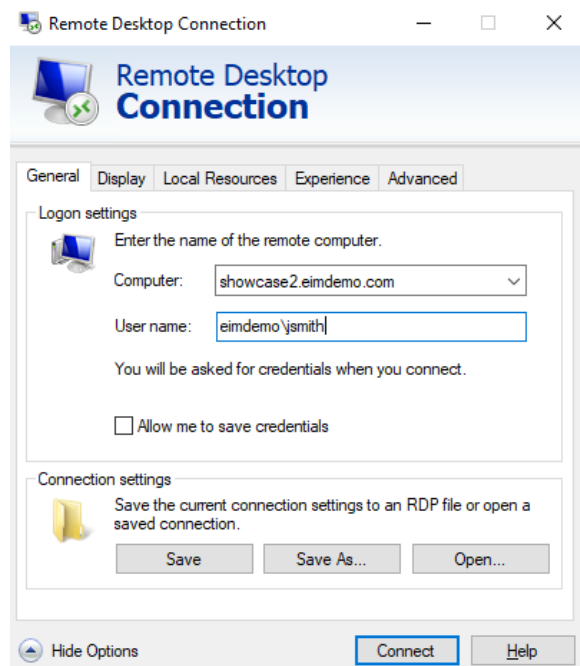 Remote Desktop Connection
Remote Desktop
Connection
General Display Local Resources Experience Advanced
Logon settings
Enter the name of the remote computer.
Computer: showcase2.eimdemo.com
User name: eimdemo\jsmith
You will be asked for credentials when you connect.
Allow me to save credentials
Connection settings
Save the current connection settings to an RDP file or open a
saved connection.
Save Save As... Open...
Hide Options Connect Help